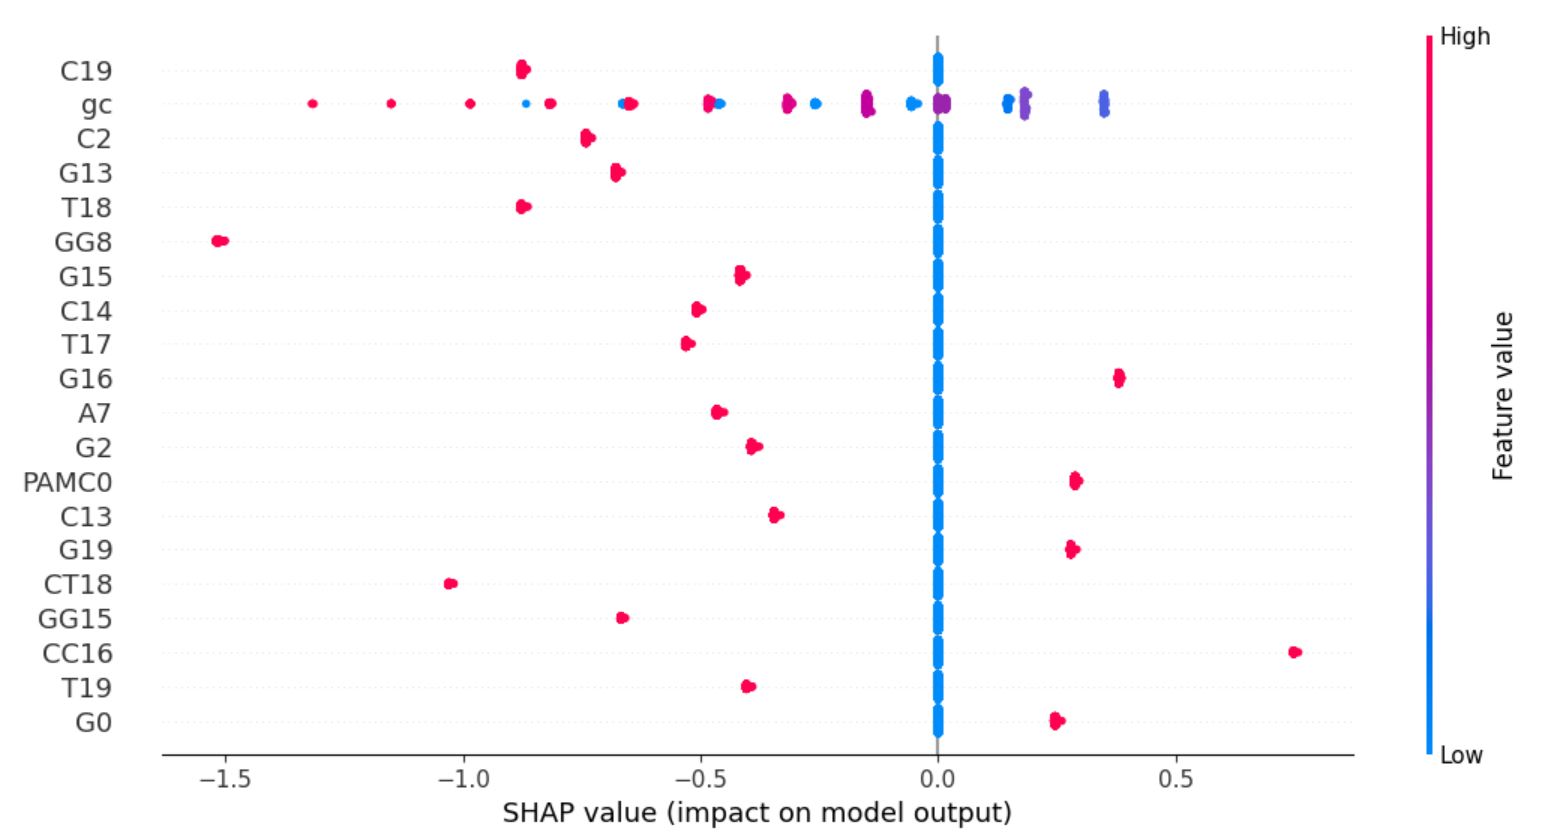 High
C19
gc
C2
G13
T18
GG8
G15
C14
T17
G16
A7
G2
PAMC0
C13
G19
CT18
GG15
CC16
T19
G0
Feature value
Low
−1.5 −1.0 −0.5 0.0 0.5
SHAP value (impact on model output)